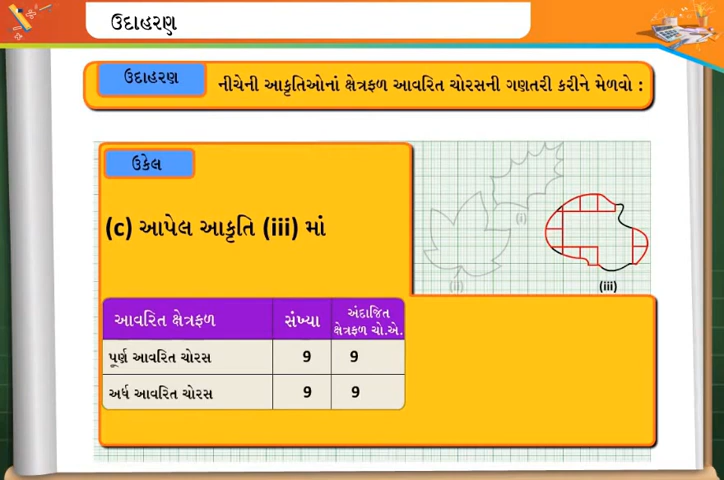 ઉદાહરણ
ઉદાહરણ
નીચેની આકૃતિઓનાં ક્ષેત્રફળ આવરિત ચોરસની ગણતરી કરીને મેળવો :
ઉકેલ
(c) આપેલ આકૃતિ (iii) માં
(i)
(ii)
(iii)
આવરિત ક્ષેત્રફળ સંખ્યા અંદાજિત ક્ષેત્રફળ ચો.એ.
પૂર્ણ આવરિત ચોરસ 9 9
અર્ધ આવરિત ચોરસ 9 9